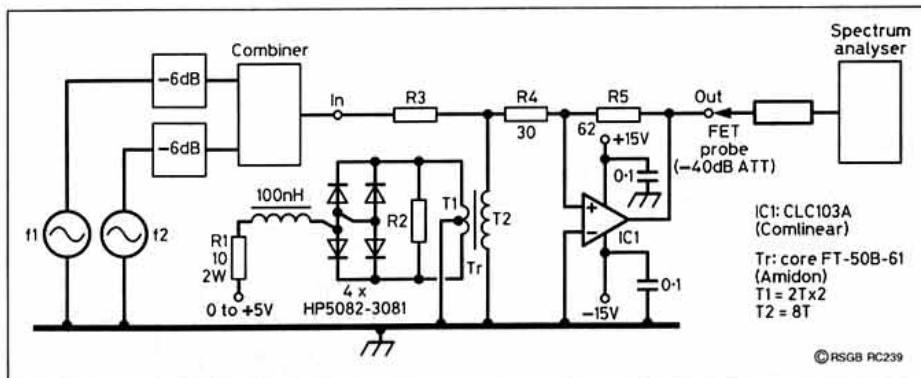 Combiner
Spectrum
analyser
-6dB
-6dB
In
R3
R4
30
R5
62
Out
FET
probe
(-40dB ATT)
+15V
0·1
+
-
IC1
-15V
0·1
100nH
R1
10
2W
0 to +5V
f1
f2
R2
T1
T2
Tr
4 x
HP5082-3081
IC1: CLC103A
(Comlinear)
Tr: core FT-50B-61
(Amidon)
T1 = 2Tx2
T2 = 8T
©RSGB RC239